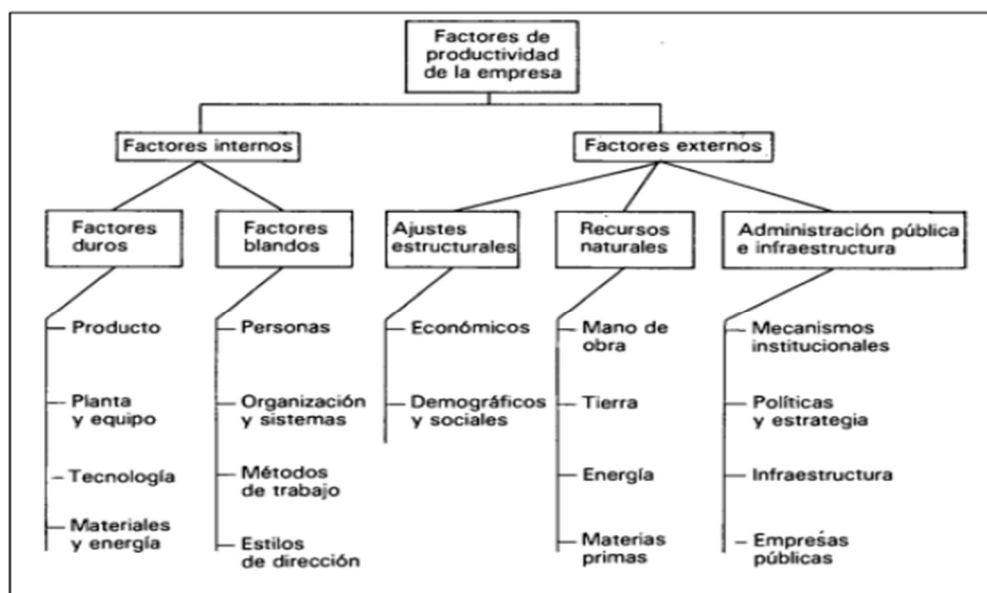 Factores de
productividad
de la empresa
Factores internos
Factores externos
Factores
duros
Factores
blandos
Ajustes
estructurales
Recursos
naturales
Administración pública
e infraestructura
Producto
Planta
y equipo
Tecnología
Materiales
y energía
Personas
Organización
y sistemas
Métodos
de trabajo
Estilos
de dirección
Económicos
Demográficos
y sociales
Mano de
obra
Tierra
Energía
Materias
primas
Mecanismos
institucionales
Políticas
y estrategia
Infraestructura
Empresas
públicas